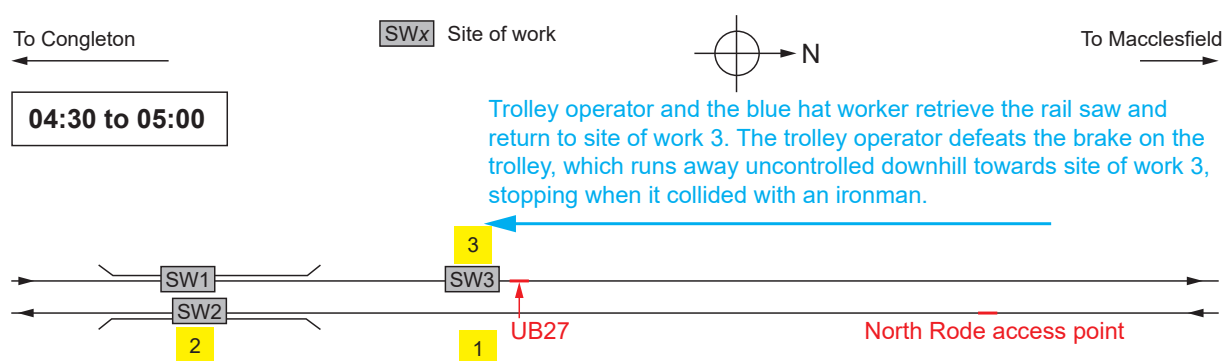 To Congleton
SWx Site of work
N
To Macclesfield
04:30 to 05:00
Trolley operator and the blue hat worker retrieve the rail saw and
return to site of work 3. The trolley operator defeats the brake on the
trolley, which runs away uncontrolled downhill towards site of work 3,
stopping when it collided with an ironman.
3
SW1
SW3
SW2
UB27
North Rode access point
2
1